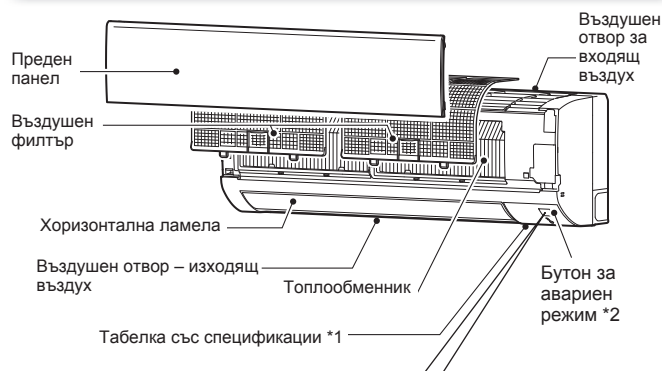 Въздушен
отвор за
входящ
въздух
Преден
панел
Въздушен
филтър
Хоризонтална ламела
Въздушен отвор – изходящ
въздух
Топлообменник
Бутон за
авариен
режим *2
Табелка със спецификации *1